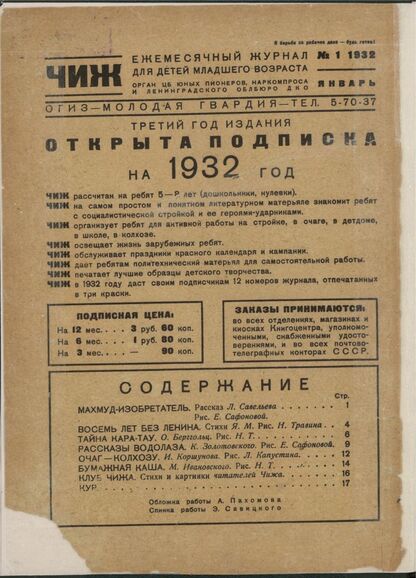 К борьбе за рабочее дело — будь готов!
ЧИЖ
ЕЖЕМЕСЯЧНЫЙ ЖУРНАЛ
ДЛЯ ДЕТЕЙ МЛАДШЕГО ВОЗРАСТА
ОРГАН ЦБ ЮНЫХ ПИОНЕРОВ, НАРКОМПРОСА
И ЛЕНИНГРАДСКОГО ОБЛБЮРО ДКО
№ 1 1932
ЯНВАРЬ
ОГИЗ—МОЛОДАЯ ГВАРДИЯ—ТЕЛ. 5-70-37
ТРЕТИЙ ГОД ИЗДАНИЯ
ОТКРЫТА ПОДПИСКА
НА 1932 ГОД
ЧИЖ рассчитан на ребят 5— лет (дошкольники, нулевки).
ЧИЖ на самом простом и понятном литературном матерьяле знакомит ребят
с социалистической стройкой и ее героями-ударниками.
ЧИЖ организует ребят для активной работы на стройке, в очаге, в детдоме,
в школе, в колхозе.
ЧИЖ освещает жизнь зарубежных ребят.
ЧИЖ обслуживает праздники красного календаря и кампании.
ЧИЖ дает ребятам политехнический матерьял для самостоятельной работы.
ЧИЖ печатает лучшие образцы детского творчества.
ЧИЖ в 1932 году даст своим подписчикам 12 номеров журнала, отпечатанных
в три краски.
ПОДПИСНАЯ ЦЕНА:
На 12 мес. . . . 3 руб. 60 коп.
На 6 мес. . . . 1 руб. 80 коп.
На 3 мес. . . . — 90 коп.
ЗАКАЗЫ ПРИНИМАЮТСЯ:
во всех отделениях, магазинах и
киосках Книгоцентра, уполномо-
ченными, снабженными удосто-
верениями, и во всех почтово-
телеграфных конторах СССР.
СОДЕРЖАНИЕ
Стр.
МАХМУД-ИЗОБРЕТАТЕЛЬ. Рассказ Л. Савельева . . . . . . . 1
Рис. Е. Сафоновой.
ВОСЕМЬ ЛЕТ БЕЗ ЛЕНИНА. Стихи Я. М. Рис. Н. Травина . . 4
ТАЙНА КАРА-ТАУ. О. Берггольц. Рис. Н. Т. . . . . . . . 6
РАССКАЗЫ ВОДОЛАЗА. К. Золотовского. Рис. Е. Сафоновой. 9
ОЧАГ—КОЛХОЗУ. И. Коршунова. Рис. Л. Капустина. . . . . 12
БУМАЖНАЯ КАША. М. Ивановского. Рис. Н. Т. . . . . . . . 14
КЛУБ ЧИЖА. Стихи и картинки читателей Чижа. . . . . . . 16
КУР. . . . . . . . . . 17
Обложка работы А. Пахомова
Спинка работы Э. Савицкого